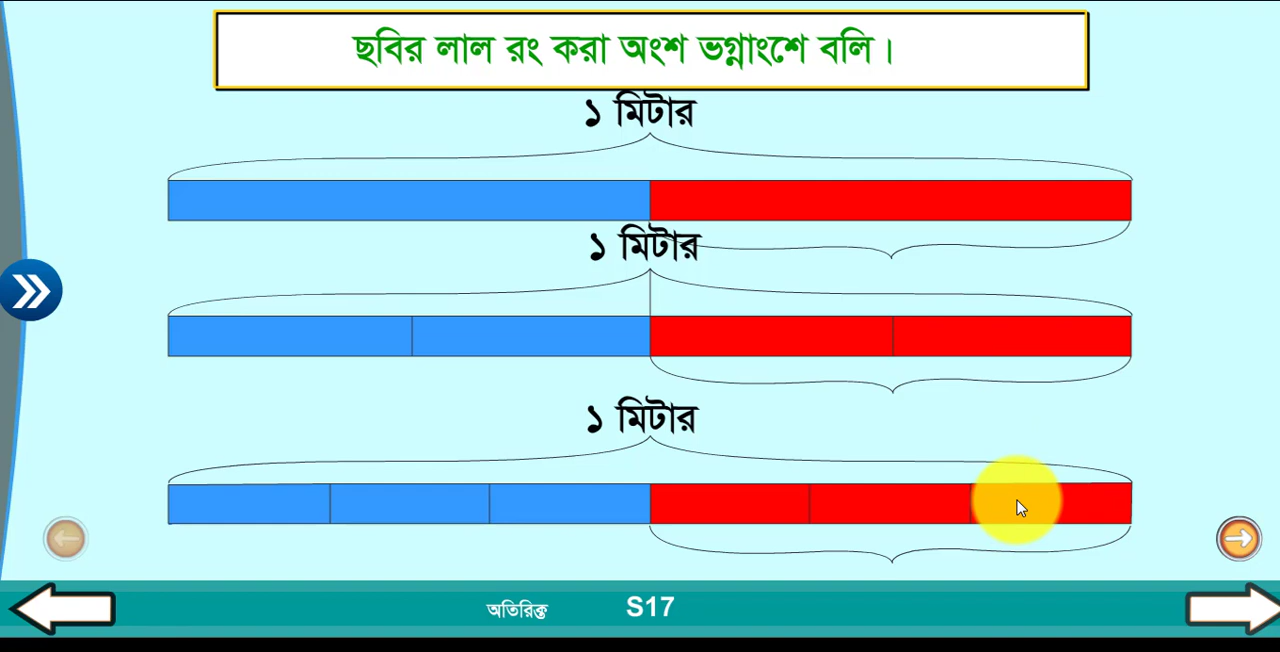 ছবির লাল রং করা অংশ ভগ্নাংশে বলি।
১ মিটার
১ মিটার
১ মিটার
অতিরিক্ত S17